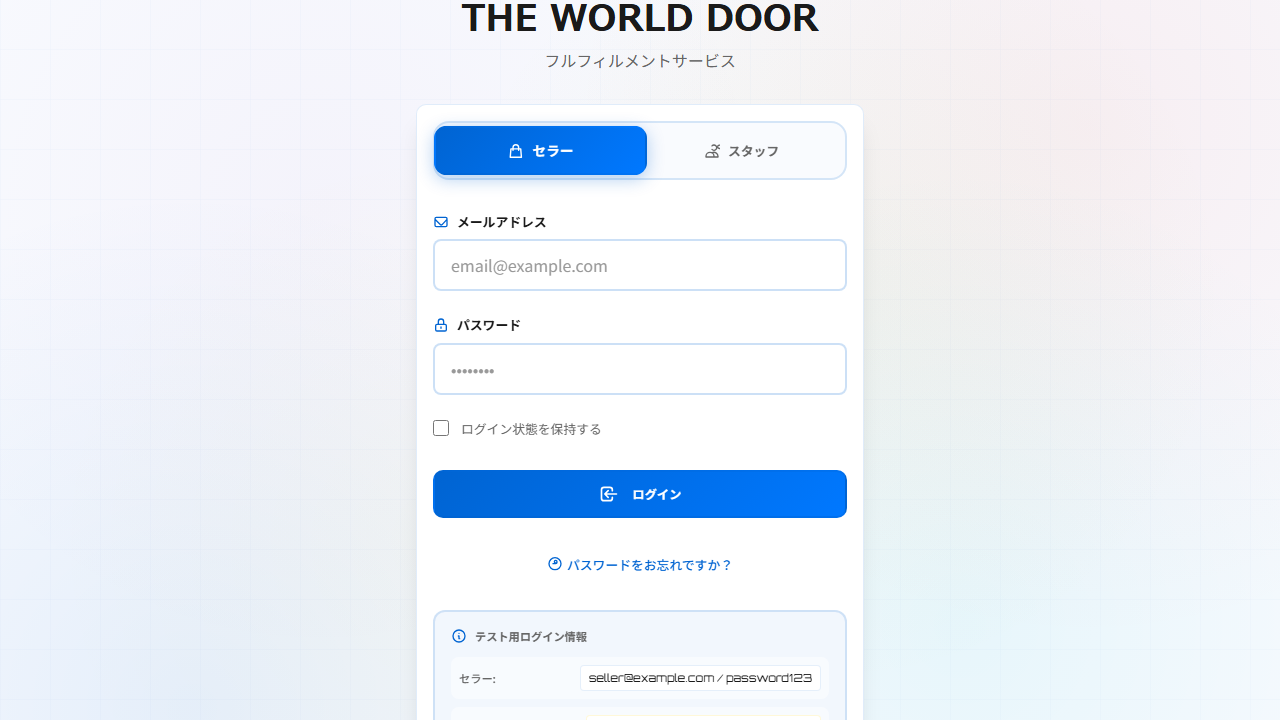 THE WORLD DOOR
フルフィルメントサービス
セラー
スタッフ
メールアドレス
email@example.com
パスワード
••••••••
ログイン状態を保持する
ログイン
パスワードをお忘れですか？
テスト用ログイン情報
セラー:
seller@example.com / password123